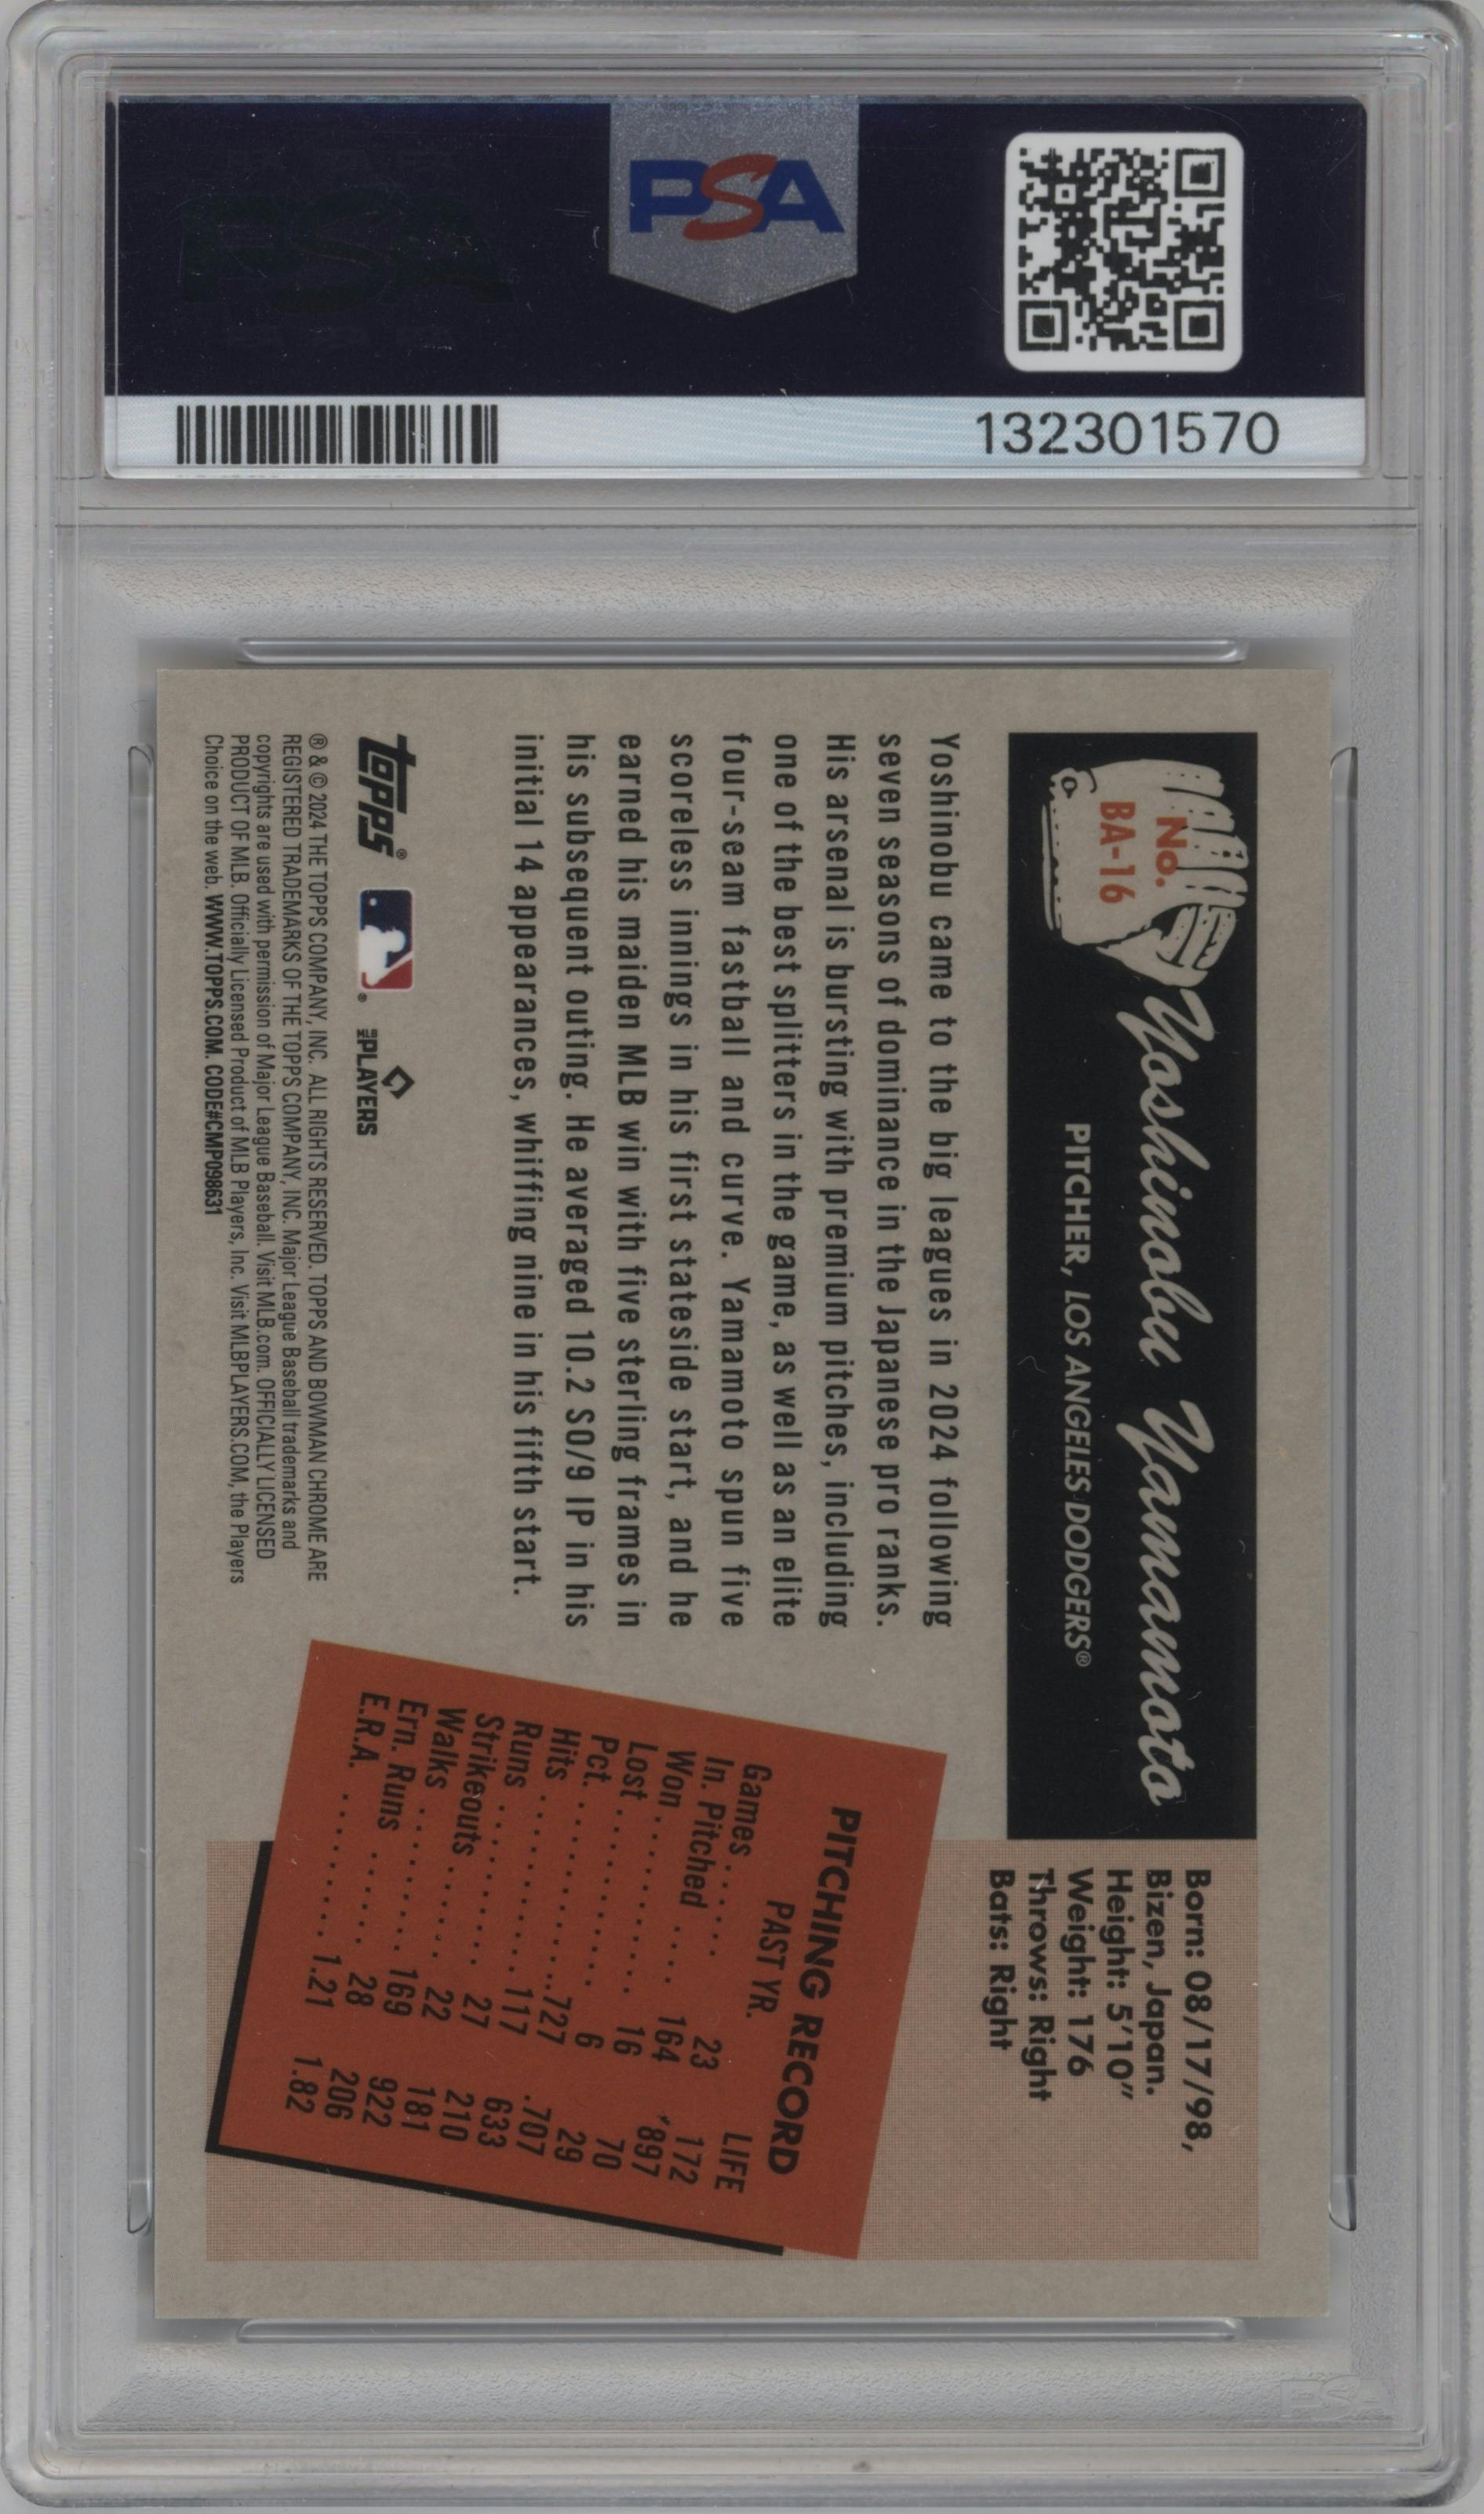 PSA
132301570
No.
BA-16
Yoshinobu Yamamoto
PITCHER, LOS ANGELES DODGERS®
Born: 08/17/98,
Bizen, Japan.
Height: 5'10"
Weight: 176
Throws: Right
Bats: Right
Yoshinobu came to the big leagues in 2024 following
seven seasons of dominance in the Japanese pro ranks.
His arsenal is bursting with premium pitches, including
one of the best splitters in the game, as well as an elite
four-seam fastball and curve. Yamamoto spun five
scoreless innings in his first stateside start, and he
earned his maiden MLB win with five sterling frames in
his subsequent outing. He averaged 10.2 SO/9 IP in his
initial 14 appearances, whiffing nine in his fifth start.
PITCHING RECORD
PAST YR. LIFE
Games ...... 23 172
In. Pitched .... 164 *897
Won .......... 16 70
Lost .......... 6 29
Pct. ......... .727 .707
Hits .......... 117 633
Runs .......... 27 210
Strikeouts ...... 22 181
Walks ........ 169 922
Ern. Runs ...... 28 206
E.R.A. .......... 1.21 1.82
topps® ® MLB PLAYERS
® & © 2024 THE TOPPS COMPANY, INC. ALL RIGHTS RESERVED. TOPPS AND BOWMAN CHROME ARE
REGISTERED TRADEMARKS OF THE TOPPS COMPANY, INC. Major League Baseball trademarks and
copyrights are used with permission of Major League Baseball. Visit MLB.com. OFFICIALLY LICENSED
PRODUCT OF MLB. Officially Licensed Product of MLB Players, Inc. Visit MLBPLAYERS.COM, the Players
Choice on the web. WWW.TOPPS.COM. CODE#CMP098631
PSA